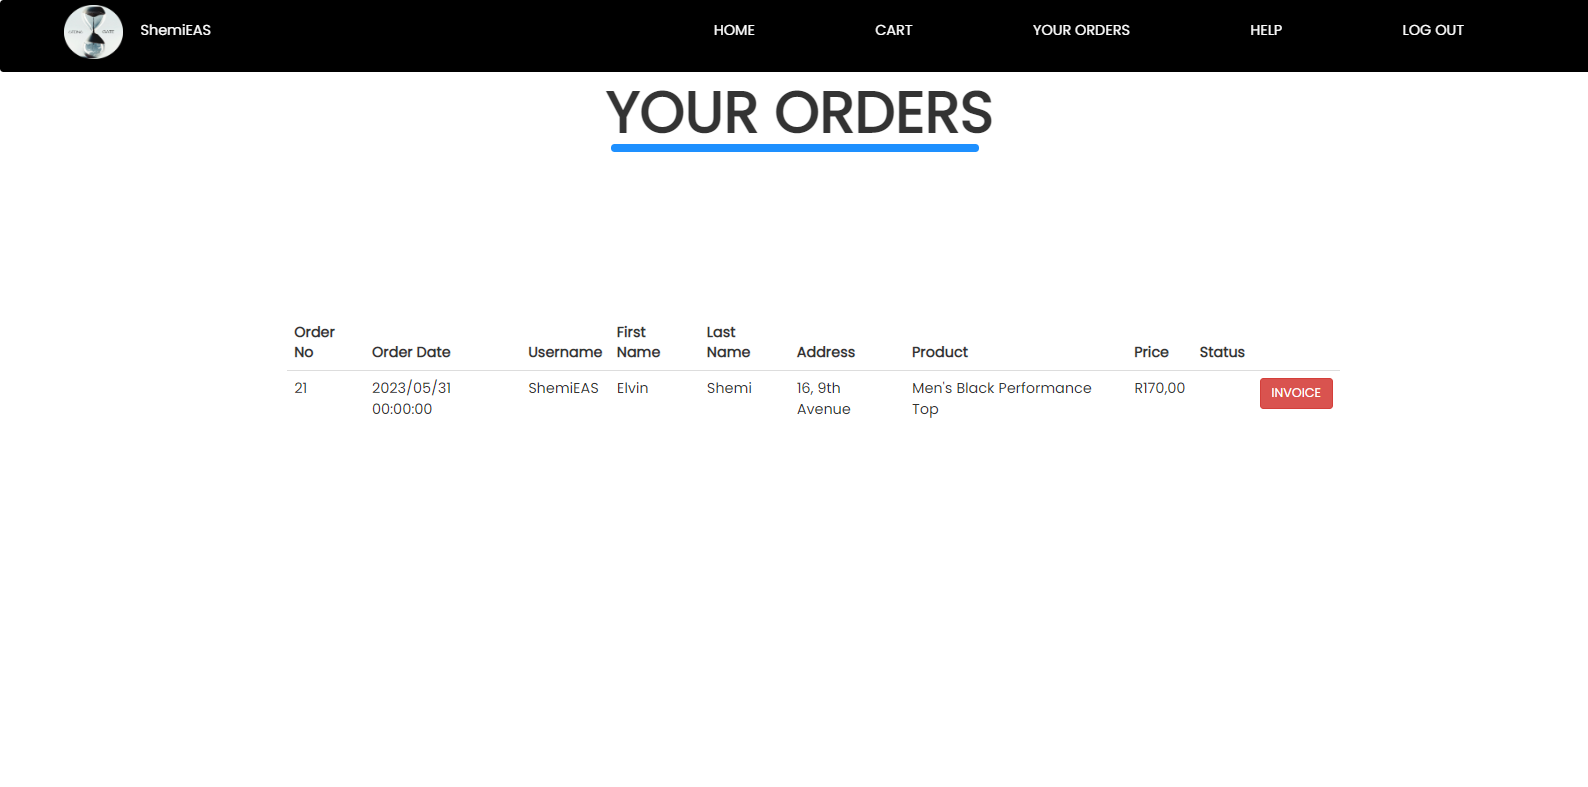 ShemiEAS HOME CART YOUR ORDERS HELP LOG OUT
YOUR ORDERS
Order No Order Date Username First Name Last Name Address Product Price Status
21 2023/05/31 00:00:00 ShemiEAS Elvin Shemi 16, 9th Avenue Men's Black Performance Top R170,00 INVOICE